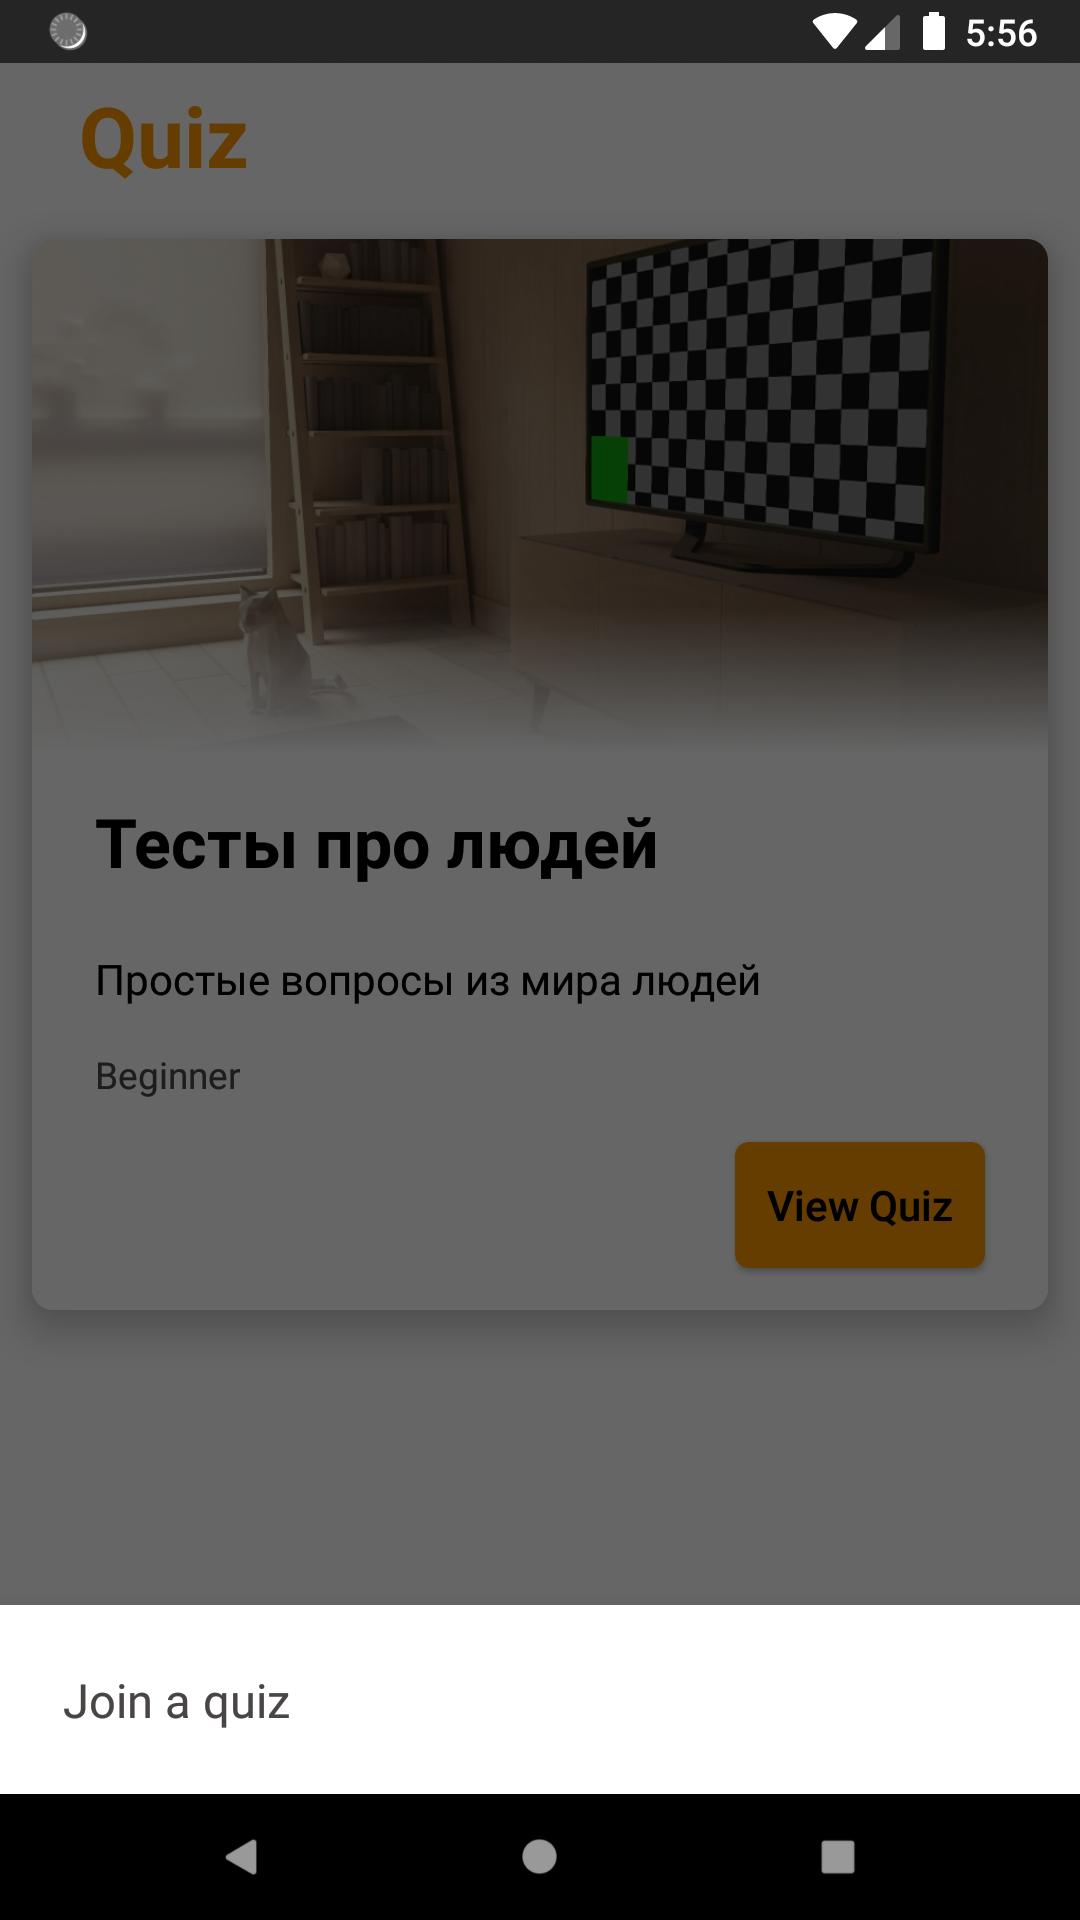 5:56
Quiz
Тесты про людей
Простые вопросы из мира людей
Beginner
View Quiz
Join a quiz